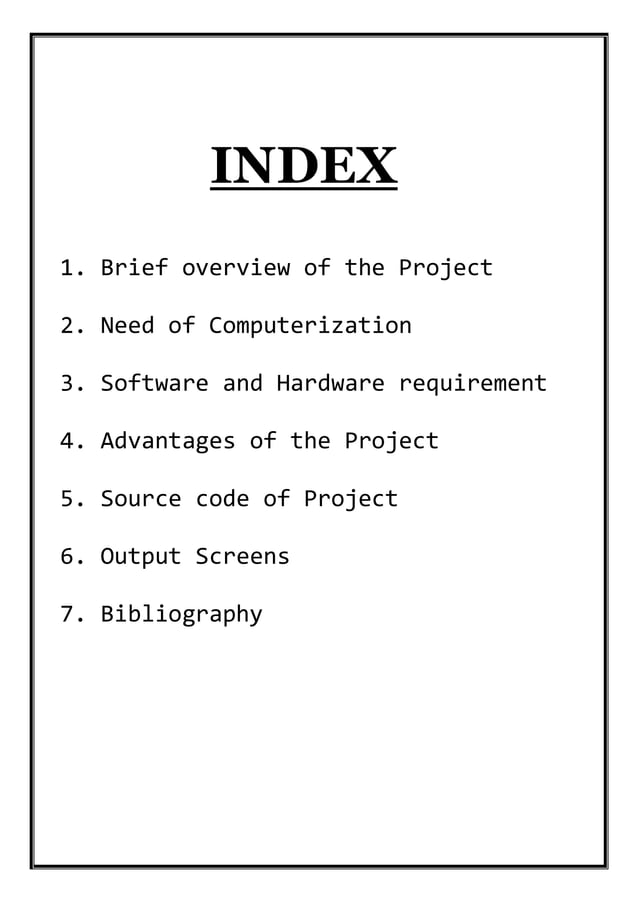 INDEX
1. Brief overview of the Project
2. Need of Computerization
3. Software and Hardware requirement
4. Advantages of the Project
5. Source code of Project
6. Output Screens
7. Bibliography